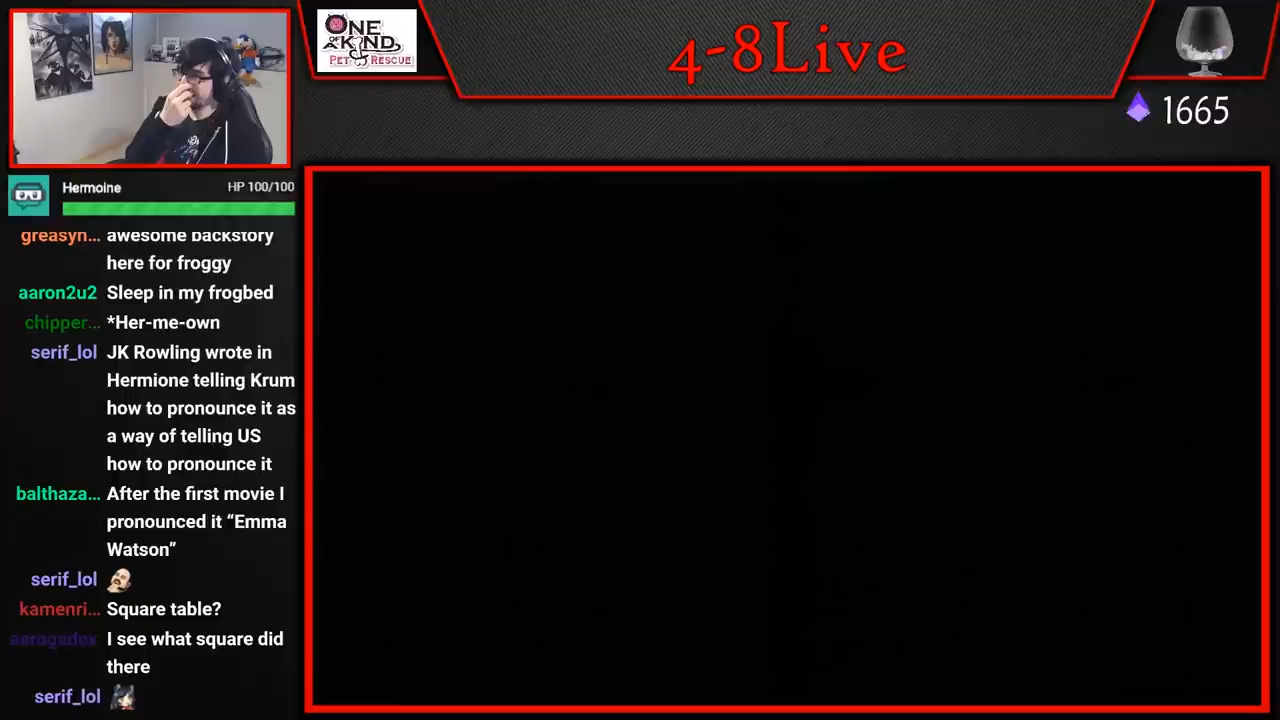 ONE
OF A KIND
PET RESCUE
4-8Live
1665
Hermoine HP 100/100
greasyn... awesome backstory
here for froggy
aaron2u2 Sleep in my frogbed
chipper... *Her-me-own
serif_lol JK Rowling wrote in
Hermione telling Krum
how to pronounce it as
a way of telling US
how to pronounce it
balthaza... After the first movie I
pronounced it “Emma
Watson”
serif_lol
kamenri... Square table?
aerogadox I see what square did
there
serif_lol